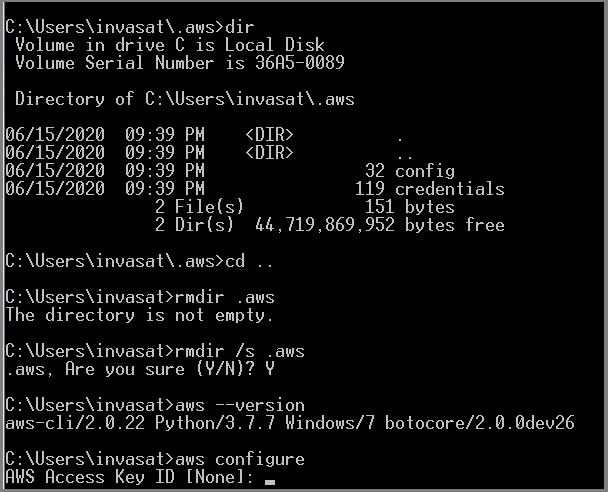 C:\Users\invasat\.aws>dir
 Volume in drive C is Local Disk
 Volume Serial Number is 36A5-0089

 Directory of C:\Users\invasat\.aws

06/15/2020  09:39 PM    <DIR>          .
06/15/2020  09:39 PM    <DIR>          ..
06/15/2020  09:39 PM                32 config
06/15/2020  09:39 PM               119 credentials
               2 File(s)            151 bytes
               2 Dir(s)  44,719,869,952 bytes free

C:\Users\invasat\.aws>cd ..

C:\Users\invasat>rmdir .aws
The directory is not empty.

C:\Users\invasat>rmdir /s .aws
.aws, Are you sure (Y/N)? Y

C:\Users\invasat>aws --version
aws-cli/2.0.22 Python/3.7.7 Windows/7 botocore/2.0.0dev26

C:\Users\invasat>aws configure
AWS Access Key ID [None]: _